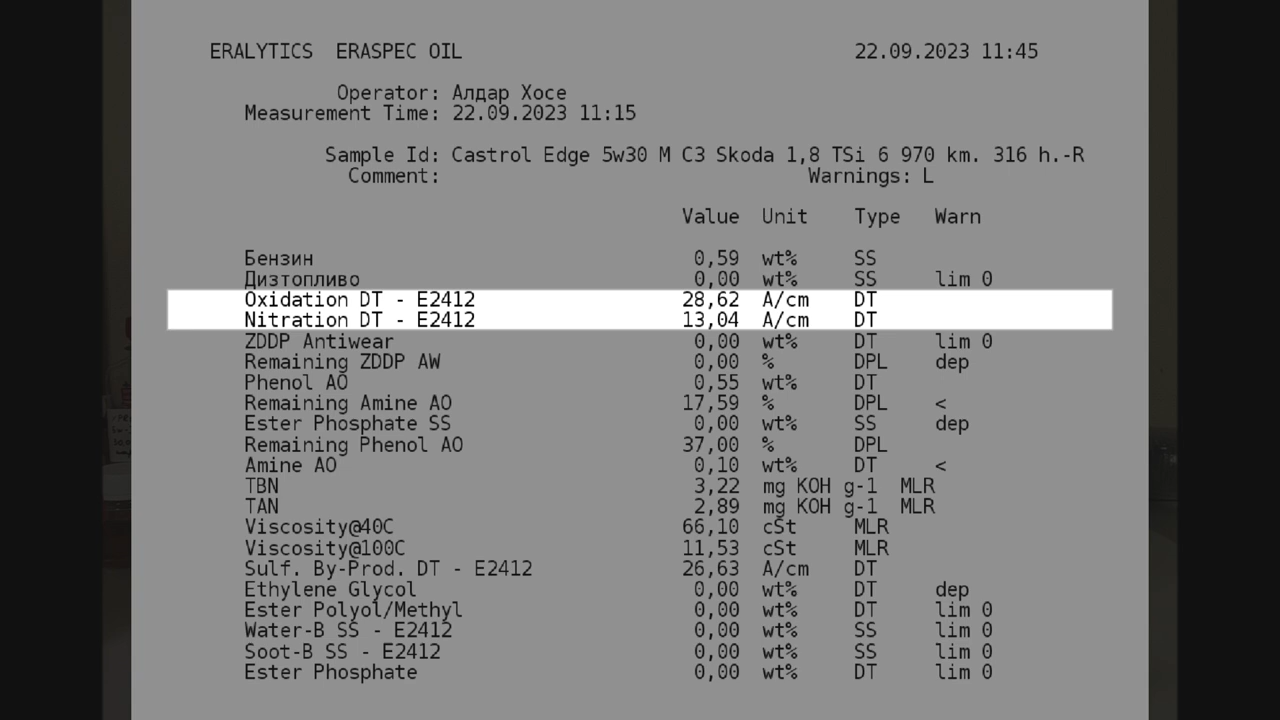 ERALYTICS ERASPEC OIL 22.09.2023 11:45
Operator: Алдар Хосе
Measurement Time: 22.09.2023 11:15
Sample Id: Castrol Edge 5w30 M C3 Skoda 1,8 TSi 6 970 km. 316 h.-R
Comment: Warnings: L
Value Unit Type Warn
Бензин 0,59 wt% SS
Дизтопливо 0,00 wt% SS lim 0
Oxidation DT - E2412 28,62 A/cm DT
Nitration DT - E2412 13,04 A/cm DT
ZDDP Antiwear 0,00 wt% DT lim 0
Remaining ZDDP AW 0,00 % DPL dep
Phenol AO 0,55 wt% DT
Remaining Amine AO 17,59 % DPL <
Ester Phosphate SS 0,00 wt% SS dep
Remaining Phenol AO 37,00 % DPL
Amine AO 0,10 wt% DT <
TBN 3,22 mg KOH g-1 MLR
TAN 2,89 mg KOH g-1 MLR
Viscosity@40C 66,10 cSt MLR
Viscosity@100C 11,53 cSt MLR
Sulf. By-Prod. DT - E2412 26,63 A/cm DT
Ethylene Glycol 0,00 wt% DT dep
Ester Polyol/Methyl 0,00 wt% DT lim 0
Water-B SS - E2412 0,00 wt% SS lim 0
Soot-B SS - E2412 0,00 wt% SS lim 0
Ester Phosphate 0,00 wt% DT lim 0